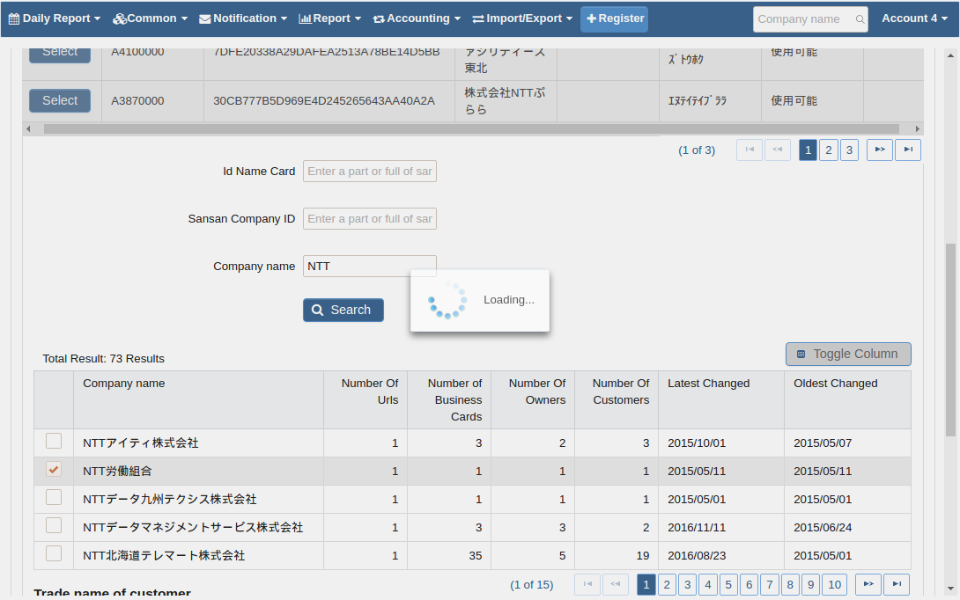 Daily Report Common Notification Report Accounting Import/Export Register Company name Account 4
Select A4100000 7DFE20338A29DAFEA2513A78BE14D5BB ァシリティーズ ｽﾞﾄｳﾎｸ 使用可能
東北
Select A3870000 30CB777B5D969E4D245265643AA40A2A 株式会社NTTぷ ｴﾇﾃｲﾃｲﾌﾟﾗﾗ 使用可能
らら
(1 of 3) 1 2 3
Id Name Card Enter a part or full of sar
Sansan Company ID Enter a part or full of sar
Company name NTT
Loading...
Search
Total Result: 73 Results Toggle Column
Company name Number Of Number of Number Of Number Of Latest Changed Oldest Changed
Urls Business Owners Customers
Cards
NTTアイティ株式会社 1 3 2 3 2015/10/01 2015/05/07
NTT労働組合 1 1 1 1 2015/05/11 2015/05/11
NTTデータ九州テクシス株式会社 1 1 1 1 2015/05/01 2015/05/01
NTTデータマネジメントサービス株式会社 1 3 3 2 2016/11/11 2015/06/24
NTT北海道テレマート株式会社 1 35 5 19 2016/08/23 2015/05/01
(1 of 15) 1 2 3 4 5 6 7 8 9 10
Trade name of customer